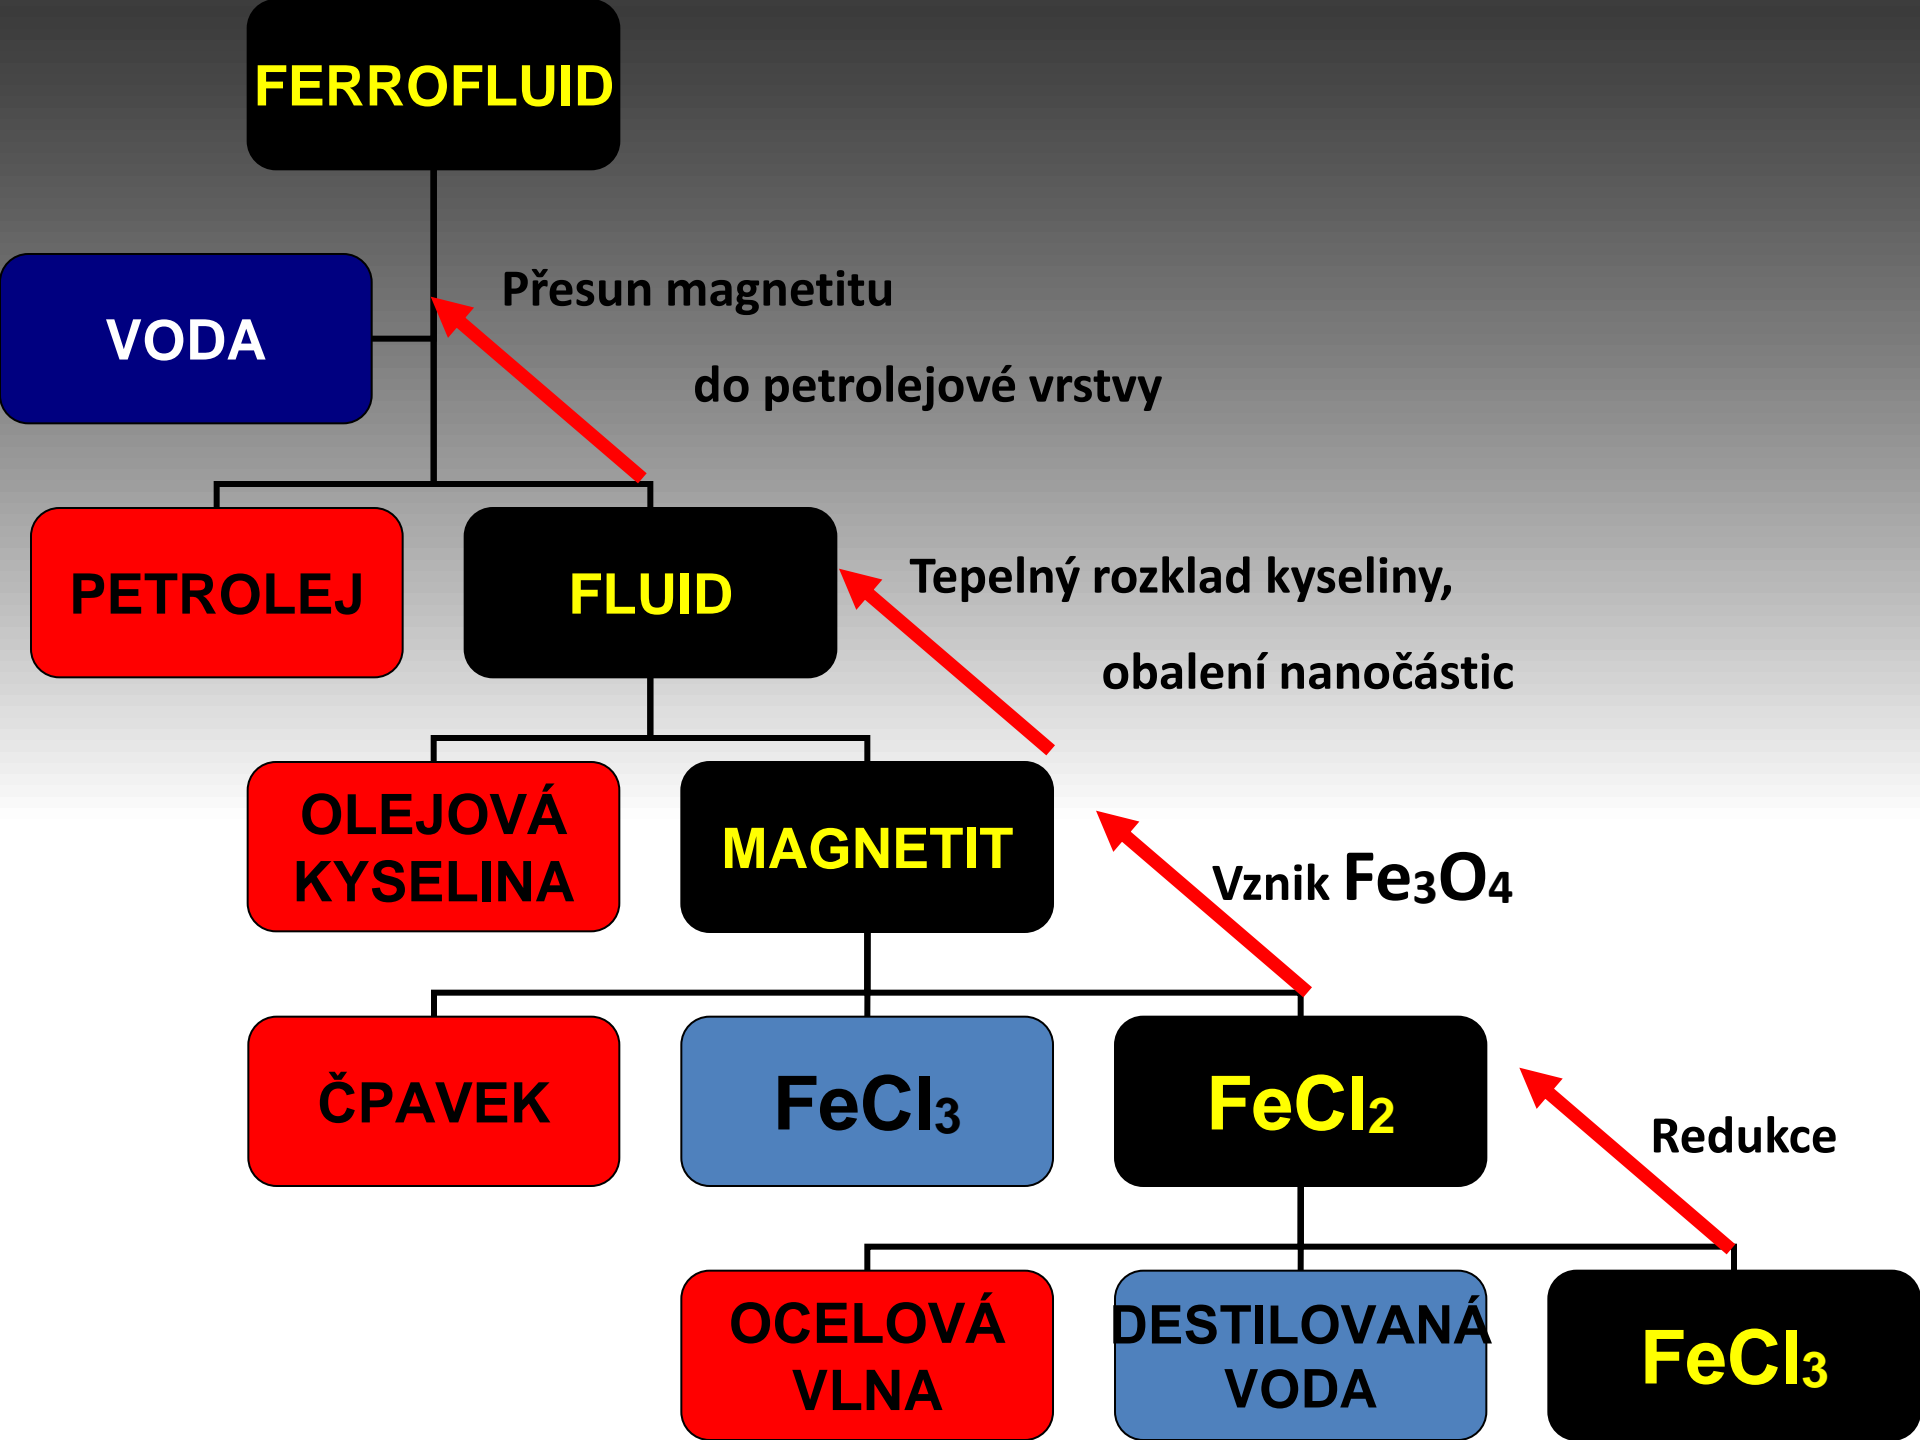 FERROFLUID
VODA
Přesun magnetitu
do petrolejové vrstvy
PETROLEJ
FLUID
Tepelný rozklad kyseliny,
obalení nanočástic
OLEJOVÁ
KYSELINA
MAGNETIT
Vznik Fe₃O₄
ČPAVEK
FeCl₃
FeCl₂
Redukce
OCELOVÁ
VLNA
DESTILOVANÁ
VODA
FeCl₃